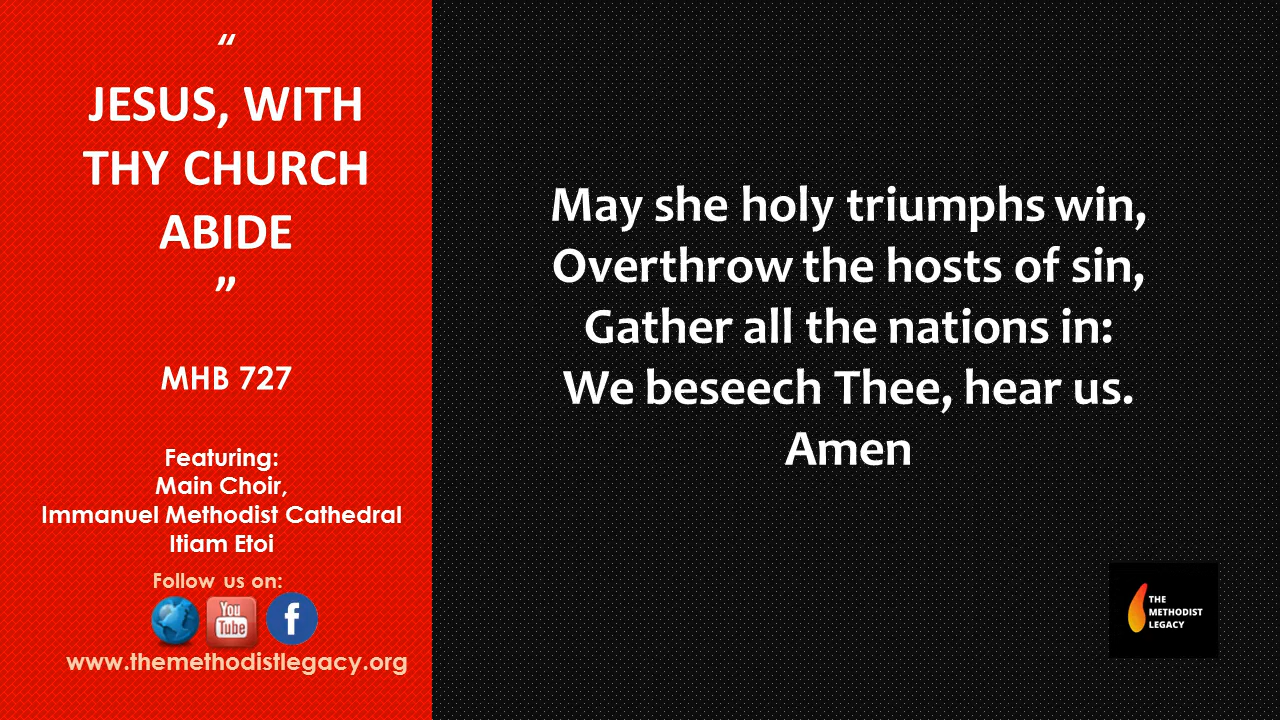 “
JESUS, WITH
THY CHURCH
ABIDE
”
MHB 727
Featuring:
Main Choir,
Immanuel Methodist Cathedral
Itiam Etoi
Follow us on:
You
Tube
f
www.themethodistlegacy.org
May she holy triumphs win,
Overthrow the hosts of sin,
Gather all the nations in:
We beseech Thee, hear us.
Amen
THE
METHODIST
LEGACY